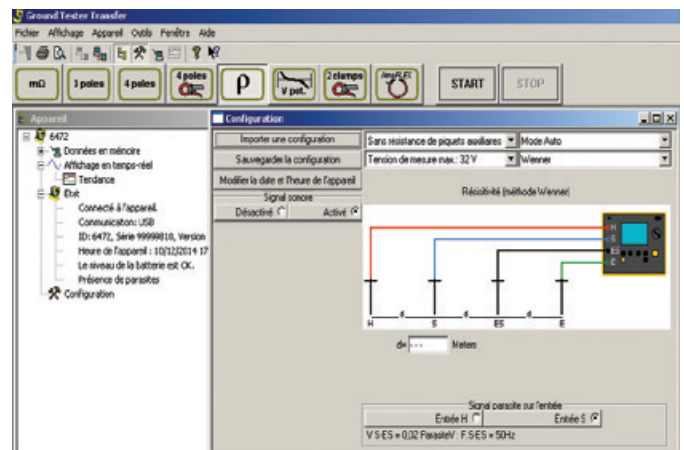 Ground Tester Transfer
Fichier Affichage Appareil Outils Fenêtre Aide
mΩ 3 poles 4 poles 4 poles ρ V pot. 2 clamps AmpFLEX START STOP
Appareil
6472
Données en mémoire
Affichage en temps-réel
Tendance
Etat
Connecté à l'appareil.
Communication: USB
ID: 6472, Série 99999810, Version
Heure de l'appareil : 10/12/2014 17
Le niveau de la batterie est OK.
Présence de parasites
Configuration
Configuration
Importer une configuration
Sauvegarder la configuration
Modifier la date et l'heure de l'appareil
Signal sonore
Désactivé Activé
Sans résistance de piquets auxiliares Mode Auto
Tension de mesure max.: 32 V Wenner
Résistivité (méthode Wenner)
H
S
ES
E
d d d
H S ES E
d= --- Meters
Signal parasite sur l'entrée
Entrée H Entrée S
V S-ES = 0,02 ParasiteV : F.S-ES = 50Hz